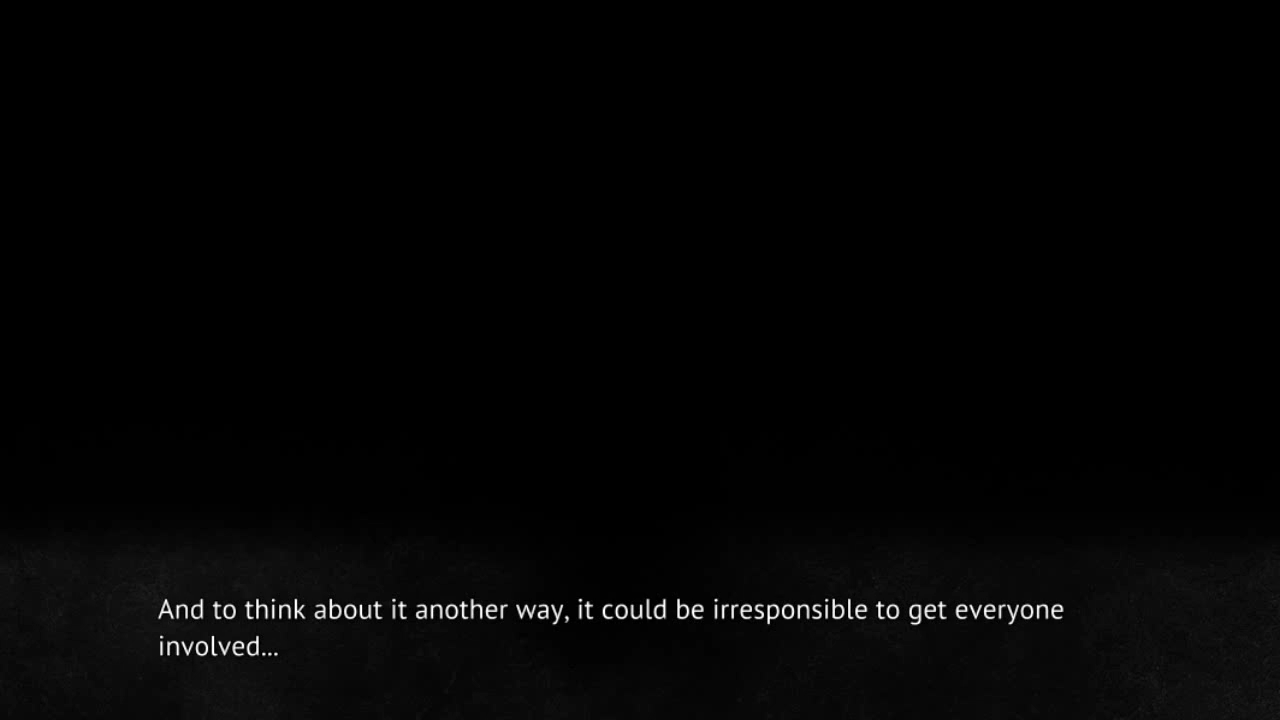 And to think about it another way, it could be irresponsible to get everyone
involved...